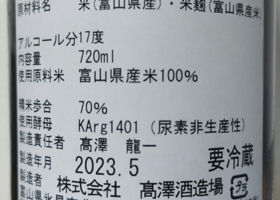 原材料名 米(富山県産)・米麹(富山県産
アルコール分17度
内容量 720ml
使用原料米 富山県産米100%
精米歩合 70%
使用酵母 KArg1401 (尿素非生産性)
製造責任者 高澤 龍一
製造年月 2023.5 要冷蔵
製造者 株式会社 高澤酒造場
プラ